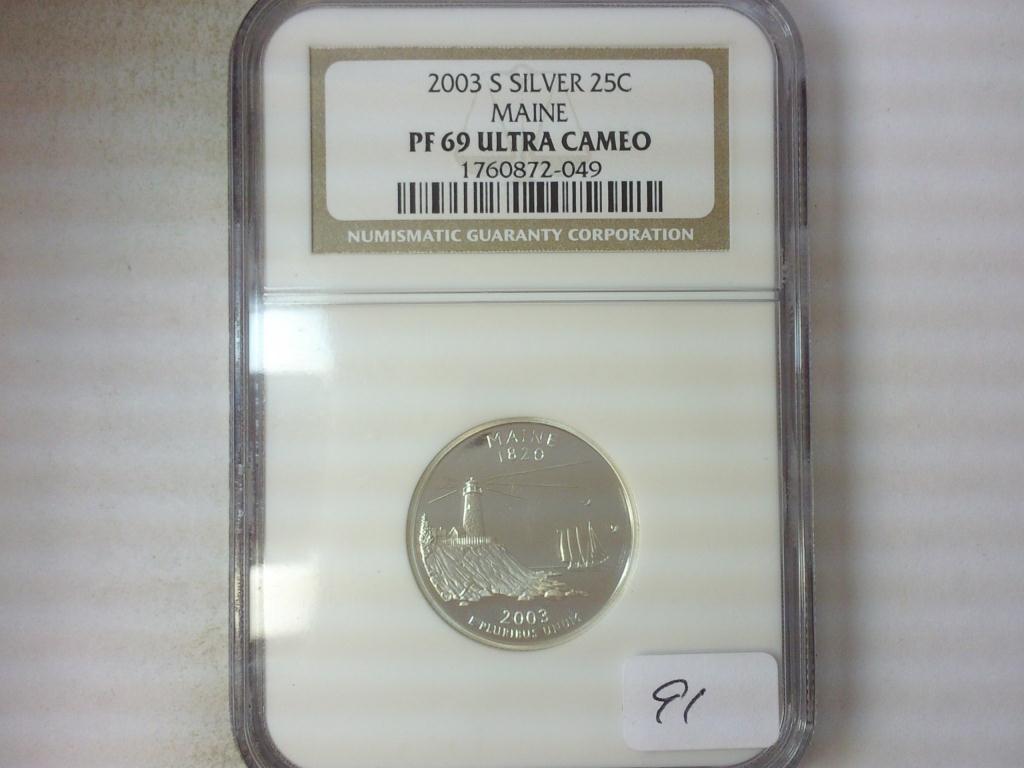 2003 S SILVER 25C
MAINE
PF 69 ULTRA CAMEO
1760872-049
NUMISMATIC GUARANTY CORPORATION
MAINE
1820
2003
E PLURIBUS UNUM
91